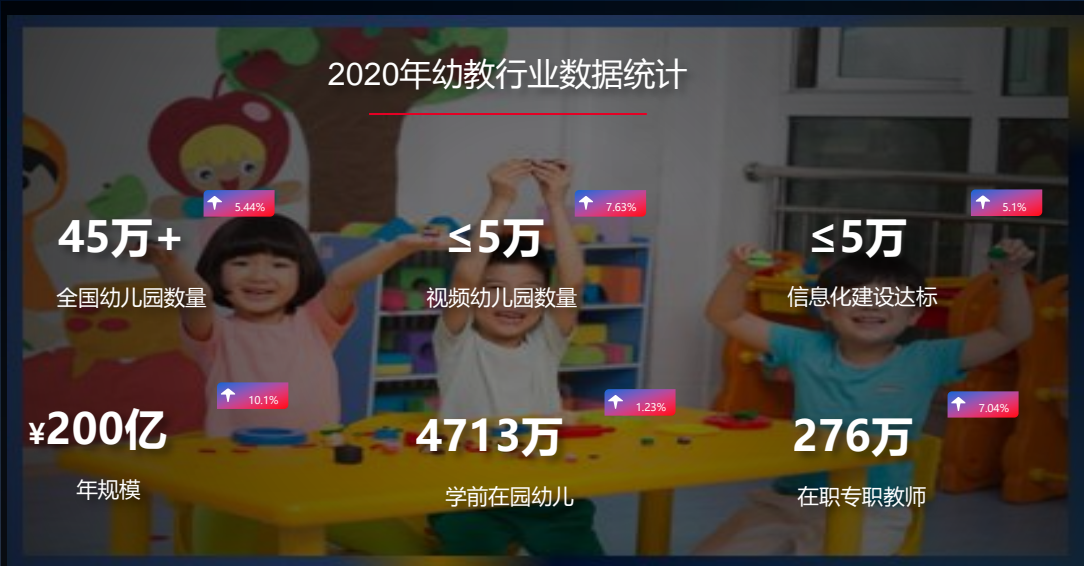 2020年幼教行业数据统计
5.44%
45万+
全国幼儿园数量
7.63%
≤5万
视频幼儿园数量
5.1%
≤5万
信息化建设达标
10.1%
¥200亿
年规模
1.23%
4713万
学前在园幼儿
7.04%
276万
在职专职教师